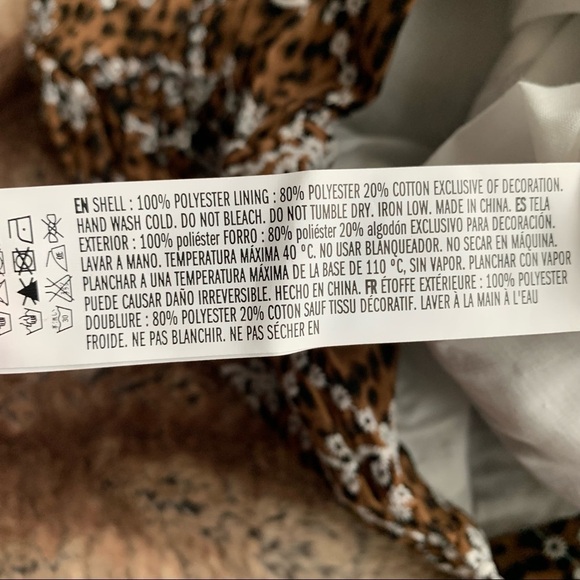 EN SHELL : 100% POLYESTER LINING : 80% POLYESTER 20% COTTON EXCLUSIVE OF DECORATION.
HAND WASH COLD. DO NOT BLEACH. DO NOT TUMBLE DRY. IRON LOW. MADE IN CHINA. ES TELA
EXTERIOR : 100% poliéster FORRO : 80% poliéster 20% algodón EXCLUSIVO PARA DECORACIÓN.
LAVAR A MANO. TEMPERATURA MÁXIMA 40 °C. NO USAR BLANQUEADOR. NO SECAR EN MÁQUINA.
PLANCHAR A UNA TEMPERATURA MÁXIMA DE LA BASE DE 110 °C, SIN VAPOR. PLANCHAR CON VAPOR
PUEDE CAUSAR DAÑO IRREVERSIBLE. HECHO EN CHINA. FR ÉTOFFE EXTÉRIEURE : 100% POLYESTER
DOUBLURE : 80% POLYESTER 20% COTON SAUF TISSU DÉCORATIF. LAVER À LA MAIN À L'EAU
FROIDE. NE PAS BLANCHIR. NE PAS SÉCHER EN